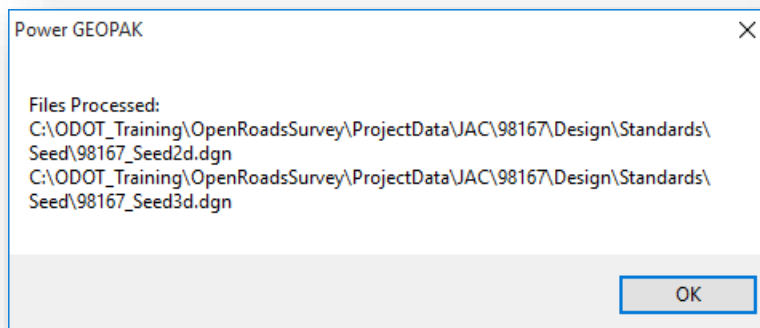 Power GEOPAK
Files Processed:
C:\ODOT_Training\OpenRoadsSurvey\ProjectData\JAC\98167\Design\Standards\
Seed\98167_Seed2d.dgn
C:\ODOT_Training\OpenRoadsSurvey\ProjectData\JAC\98167\Design\Standards\
Seed\98167_Seed3d.dgn
OK